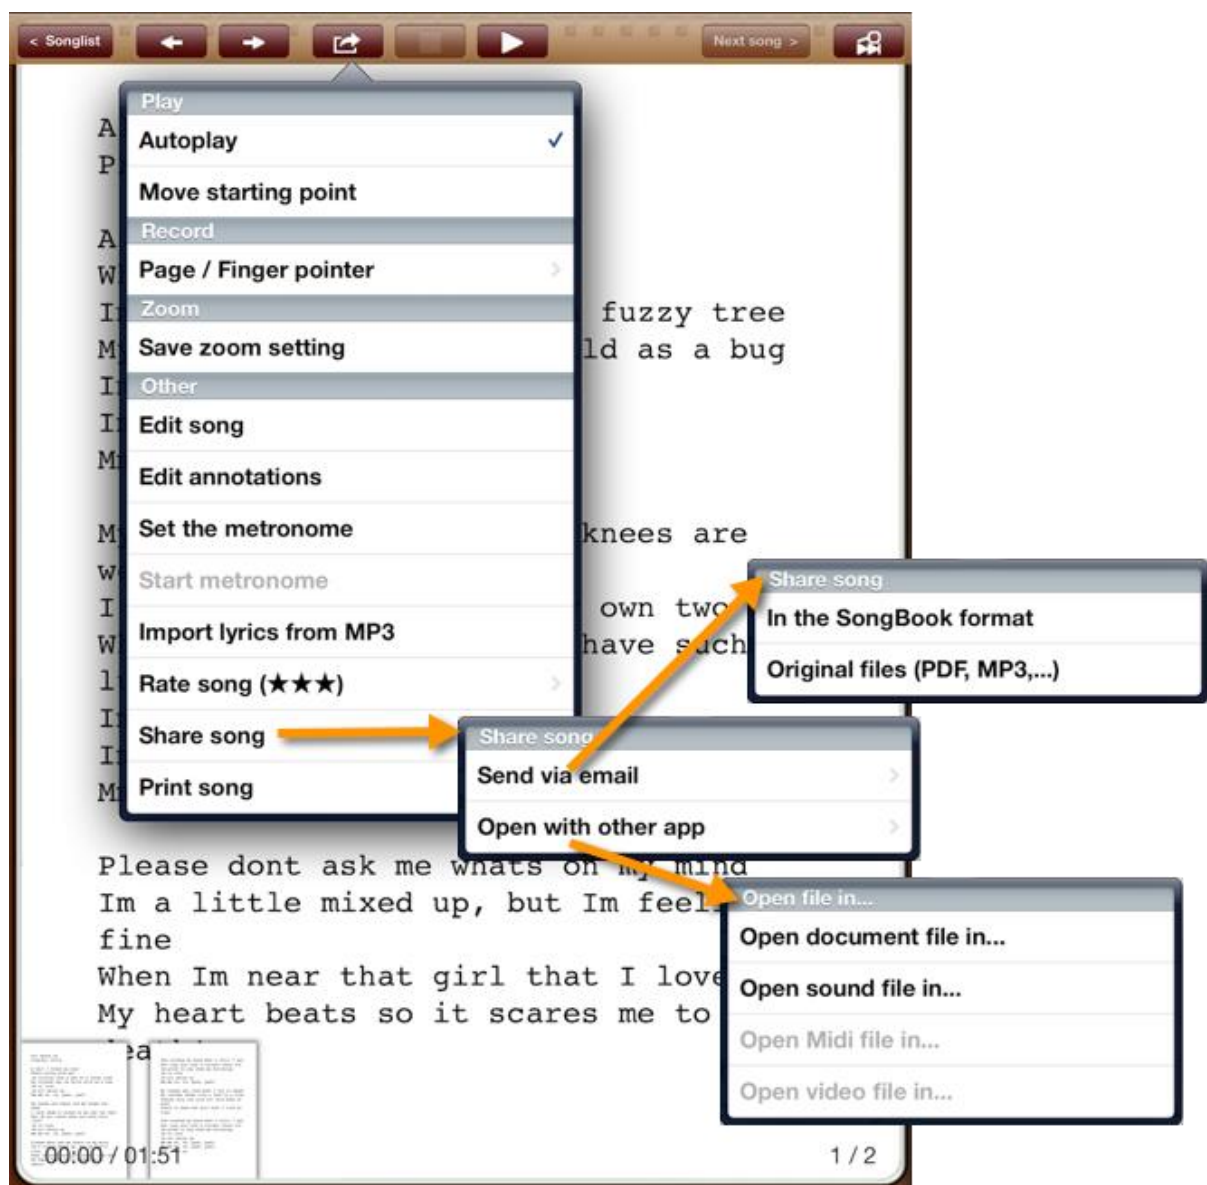 < Songlist
Next song >
Play
Autoplay
Move starting point
Record
Page / Finger pointer
Zoom
Save zoom setting
Other
Edit song
Edit annotations
Set the metronome
Start metronome
Import lyrics from MP3
Rate song (★★★)
Share song
Print song
fuzzy tree
ld as a bug
knees are
own two
have such
Share song
In the SongBook format
Original files (PDF, MP3,...)
Share song
Send via email
Open with other app
Please dont ask me whats on my mind
Im a little mixed up, but Im feel
fine
When Im near that girl that I love
My heart beats so it scares me to
Open file in...
Open document file in...
Open sound file in...
Open Midi file in...
Open video file in...
00:00 / 01:51
1 / 2